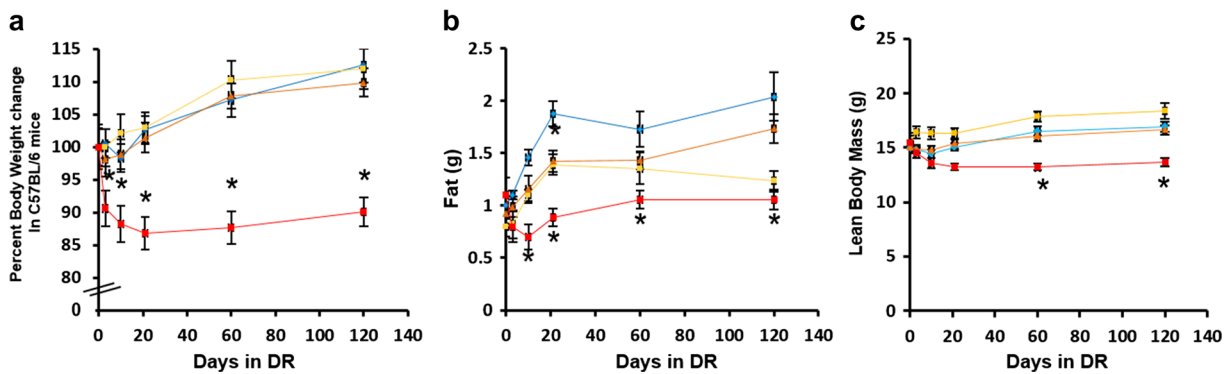 a
Percent Body Weight change
In C57BL/6 mice
115
110
105
100
95
90
85
80
0
* * * * *
0 20 40 60 80 100 120 140
Days in DR
b
Fat (g)
2.5
2
1.5
1
0.5
0
* * * * *
0 20 40 60 80 100 120 140
Days in DR
c
Lean Body Mass (g)
25
20
15
10
5
0
* *
0 20 40 60 80 100 120 140
Days in DR